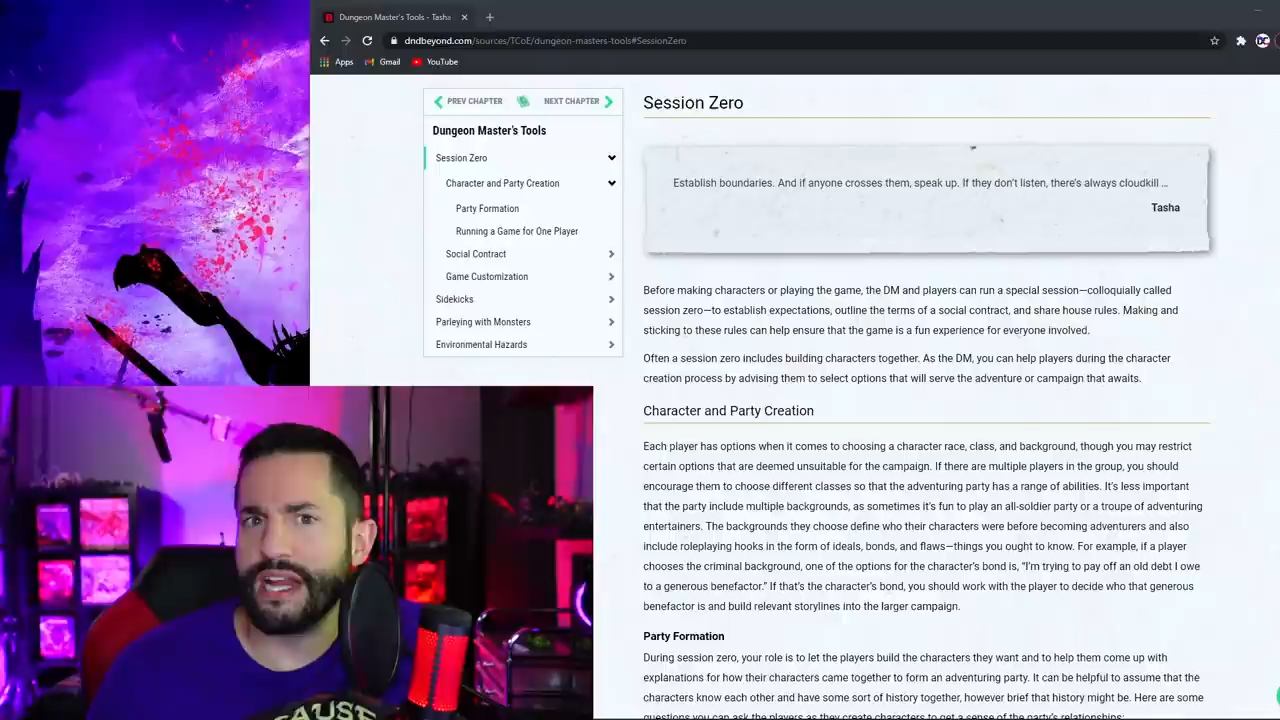 Dungeon Master's Tools - Tasha
dndbeyond.com/sources/TCoE/dungeon-masters-tools#SessionZero
Apps Gmail YouTube
PREV CHAPTER NEXT CHAPTER
Dungeon Master's Tools
Session Zero
Character and Party Creation
Party Formation
Running a Game for One Player
Social Contract
Game Customization
Sidekicks
Parleying with Monsters
Environmental Hazards
Session Zero
Establish boundaries. And if anyone crosses them, speak up. If they don't listen, there's always cloudkill ...
Tasha
Before making characters or playing the game, the DM and players can run a special session—colloquially called
session zero—to establish expectations, outline the terms of a social contract, and share house rules. Making and
sticking to these rules can help ensure that the game is a fun experience for everyone involved.
Often a session zero includes building characters together. As the DM, you can help players during the character
creation process by advising them to select options that will serve the adventure or campaign that awaits.
Character and Party Creation
Each player has options when it comes to choosing a character race, class, and background, though you may restrict
certain options that are deemed unsuitable for the campaign. If there are multiple players in the group, you should
encourage them to choose different classes so that the adventuring party has a range of abilities. It's less important
that the party include multiple backgrounds, as sometimes it's fun to play an all-soldier party or a troupe of adventuring
entertainers. The backgrounds they choose define who their characters were before becoming adventurers and also
include roleplaying hooks in the form of ideals, bonds, and flaws—things you ought to know. For example, if a player
chooses the criminal background, one of the options for the character's bond is, “I'm trying to pay off an old debt I owe
to a generous benefactor.” If that's the character's bond, you should work with the player to decide who that generous
benefactor is and build relevant storylines into the larger campaign.
Party Formation
During session zero, your role is to let the players build the characters they want and to help them come up with
explanations for how their characters came together to form an adventuring party. It can be helpful to assume that the
characters know each other and have some sort of history together, however brief that history might be. Here are some
questions you can ask the players as they create characters to get a sense of the party's relationships:
CAUSE